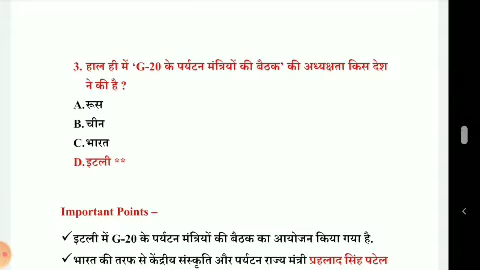 3. हाल ही में ‘G-20 के पर्यटन मंत्रियों की बैठक’ की अध्यक्षता किस देश
ने की है ?
A.रूस
B.चीन
C.भारत
D.इटली **
Important Points –
✓इटली में G-20 के पर्यटन मंत्रियों की बैठक का आयोजन किया गया है.
✓भारत की तरफ से केंद्रीय संस्कृति और पर्यटन राज्य मंत्री प्रहलाद सिंह पटेल